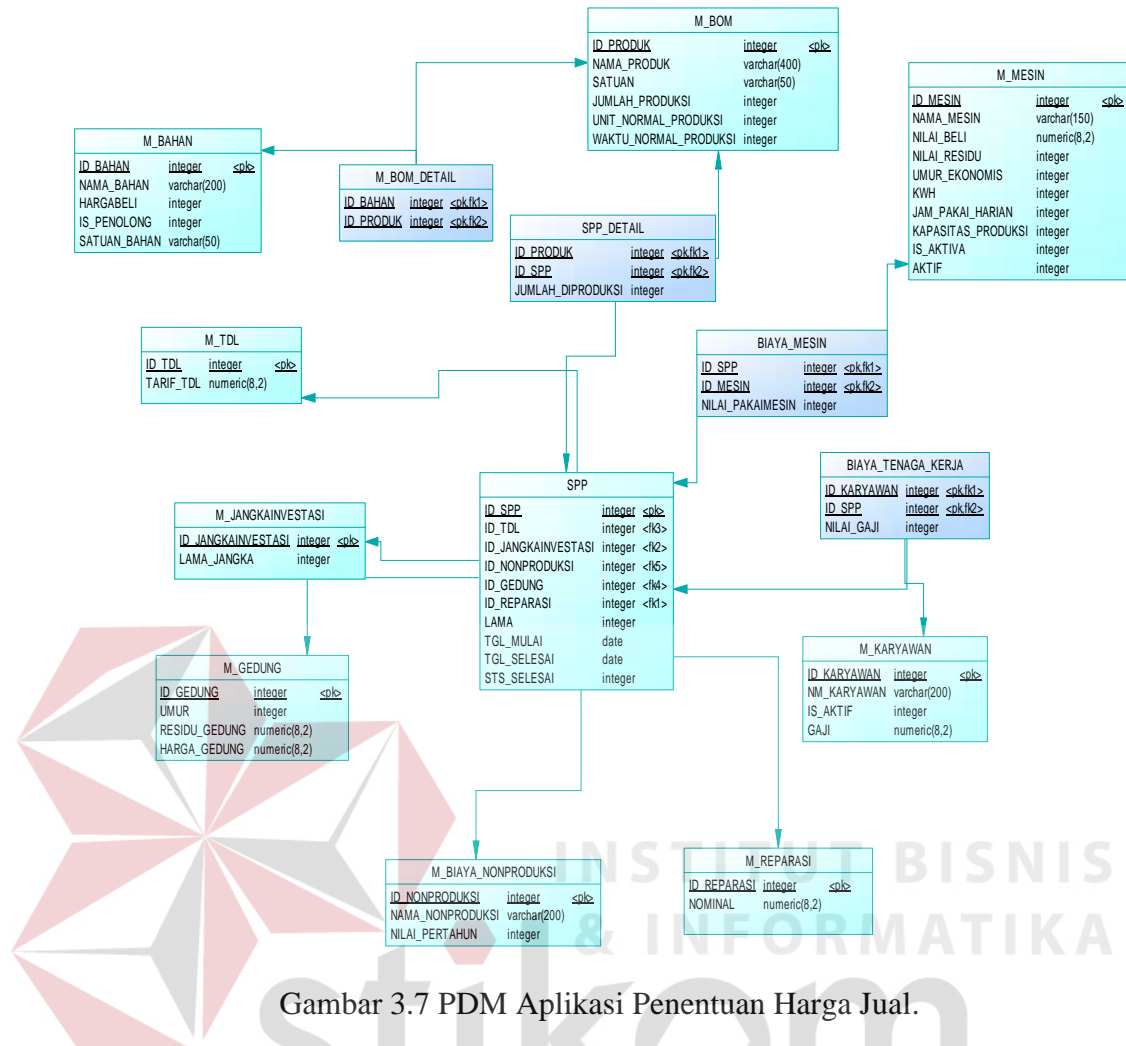 M_BOM
ID_PRODUK integer <pk>
NAMA_PRODUK varchar(400)
SATUAN varchar(50)
JUMLAH_PRODUKSI integer
UNIT_NORMAL_PRODUKSI integer
WAKTU_NORMAL_PRODUKSI integer
M_MESIN
ID_MESIN integer <pk>
NAMA_MESIN varchar(150)
NILAI_BELI numeric(8,2)
NILAI_RESIDU integer
UMUR_EKONOMIS integer
KWH integer
JAM_PAKAI_HARIAN integer
KAPASITAS_PRODUKSI integer
IS_AKTIVA integer
AKTIF integer
M_BAHAN
ID_BAHAN integer <pk>
NAMA_BAHAN varchar(200)
HARGABELI integer
IS_PENOLONG integer
SATUAN_BAHAN varchar(50)
M_BOM_DETAIL
ID_BAHAN integer <pk,fk1>
ID_PRODUK integer <pk,fk2>
SPP_DETAIL
ID_PRODUK integer <pk,fk1>
ID_SPP integer <pk,fk2>
JUMLAH_DIPRODUKSI integer
M_TDL
ID_TDL integer <pk>
TARIF_TDL numeric(8,2)
BIAYA_MESIN
ID_SPP integer <pk,fk1>
ID_MESIN integer <pk,fk2>
NILAI_PAKAIMESIN integer
BIAYA_TENAGA_KERJA
ID_KARYAWAN integer <pk,fk1>
ID_SPP integer <pk,fk2>
NILAI_GAJI integer
SPP
ID_SPP integer <pk>
ID_TDL integer <fk3>
ID_JANGKAINVESTASI integer <fk2>
ID_NONPRODUKSI integer <fk5>
ID_GEDUNG integer <fk4>
ID_REPARASI integer <fk1>
LAMA integer
TGL_MULAI date
TGL_SELESAI date
STS_SELESAI integer
M_JANGKAINVESTASI
ID_JANGKAINVESTASI integer <pk>
LAMA_JANGKA integer
M_GEDUNG
ID_GEDUNG integer <pk>
UMUR integer
RESIDU_GEDUNG numeric(8,2)
HARGA_GEDUNG numeric(8,2)
M_KARYAWAN
ID_KARYAWAN integer <pk>
NM_KARYAWAN varchar(200)
IS_AKTIF integer
GAJI numeric(8,2)
M_BIAYA_NONPRODUKSI
ID_NONPRODUKSI integer <pk>
NAMA_NONPRODUKSI varchar(200)
NILAI_PERTAHUN integer
M_REPARASI
ID_REPARASI integer <pk>
NOMINAL numeric(8,2)
INSTITUT BISNIS
& INFORMATIKA
stikom
Gambar 3.7 PDM Aplikasi Penentuan Harga Jual.